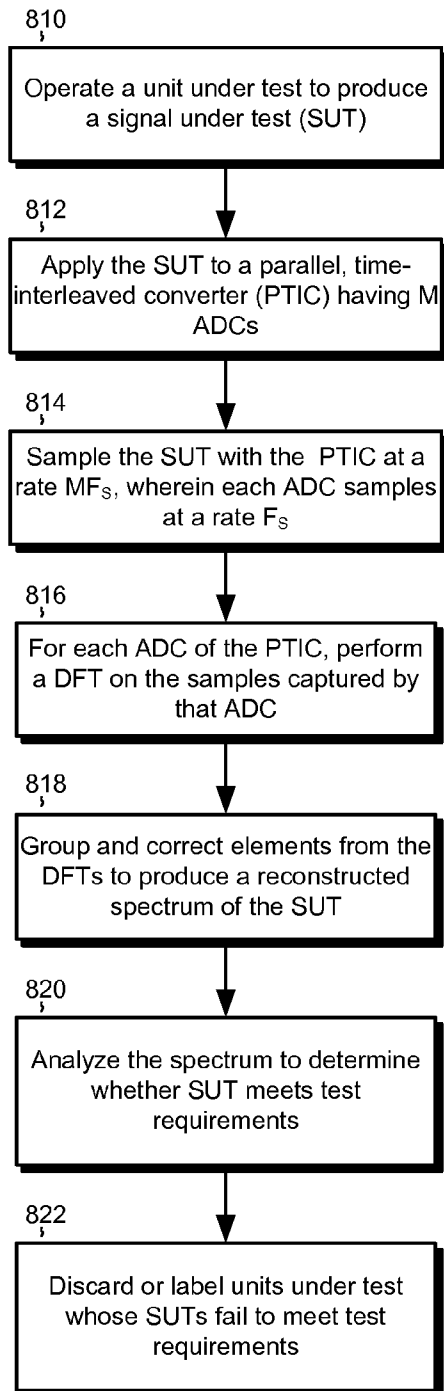 810
Operate a unit under test to produce
a signal under test (SUT)
812
Apply the SUT to a parallel, time-
interleaved converter (PTIC) having M
ADCs
814
Sample the SUT with the PTIC at a
rate MFS, wherein each ADC samples
at a rate FS
816
For each ADC of the PTIC, perform
a DFT on the samples captured by
that ADC
818
Group and correct elements from the
DFTs to produce a reconstructed
spectrum of the SUT
820
Analyze the spectrum to determine
whether SUT meets test
requirements
822
Discard or label units under test
whose SUTs fail to meet test
requirements